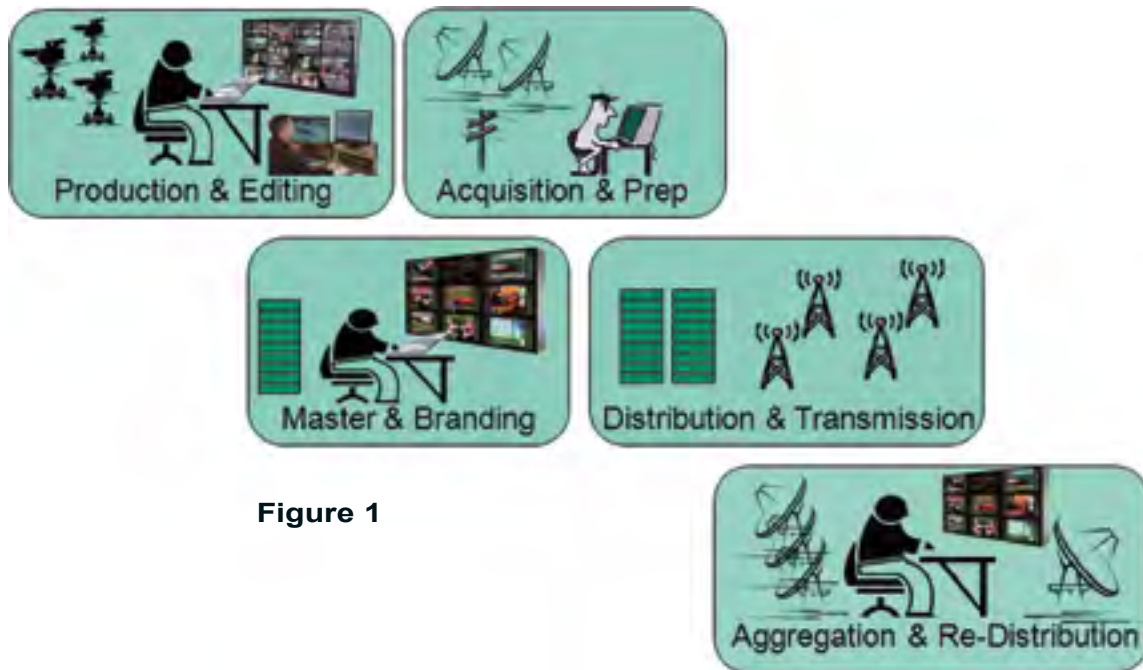 Production & Editing
Acquisition & Prep
Master & Branding
Distribution & Transmission
Figure 1
Aggregation & Re-Distribution